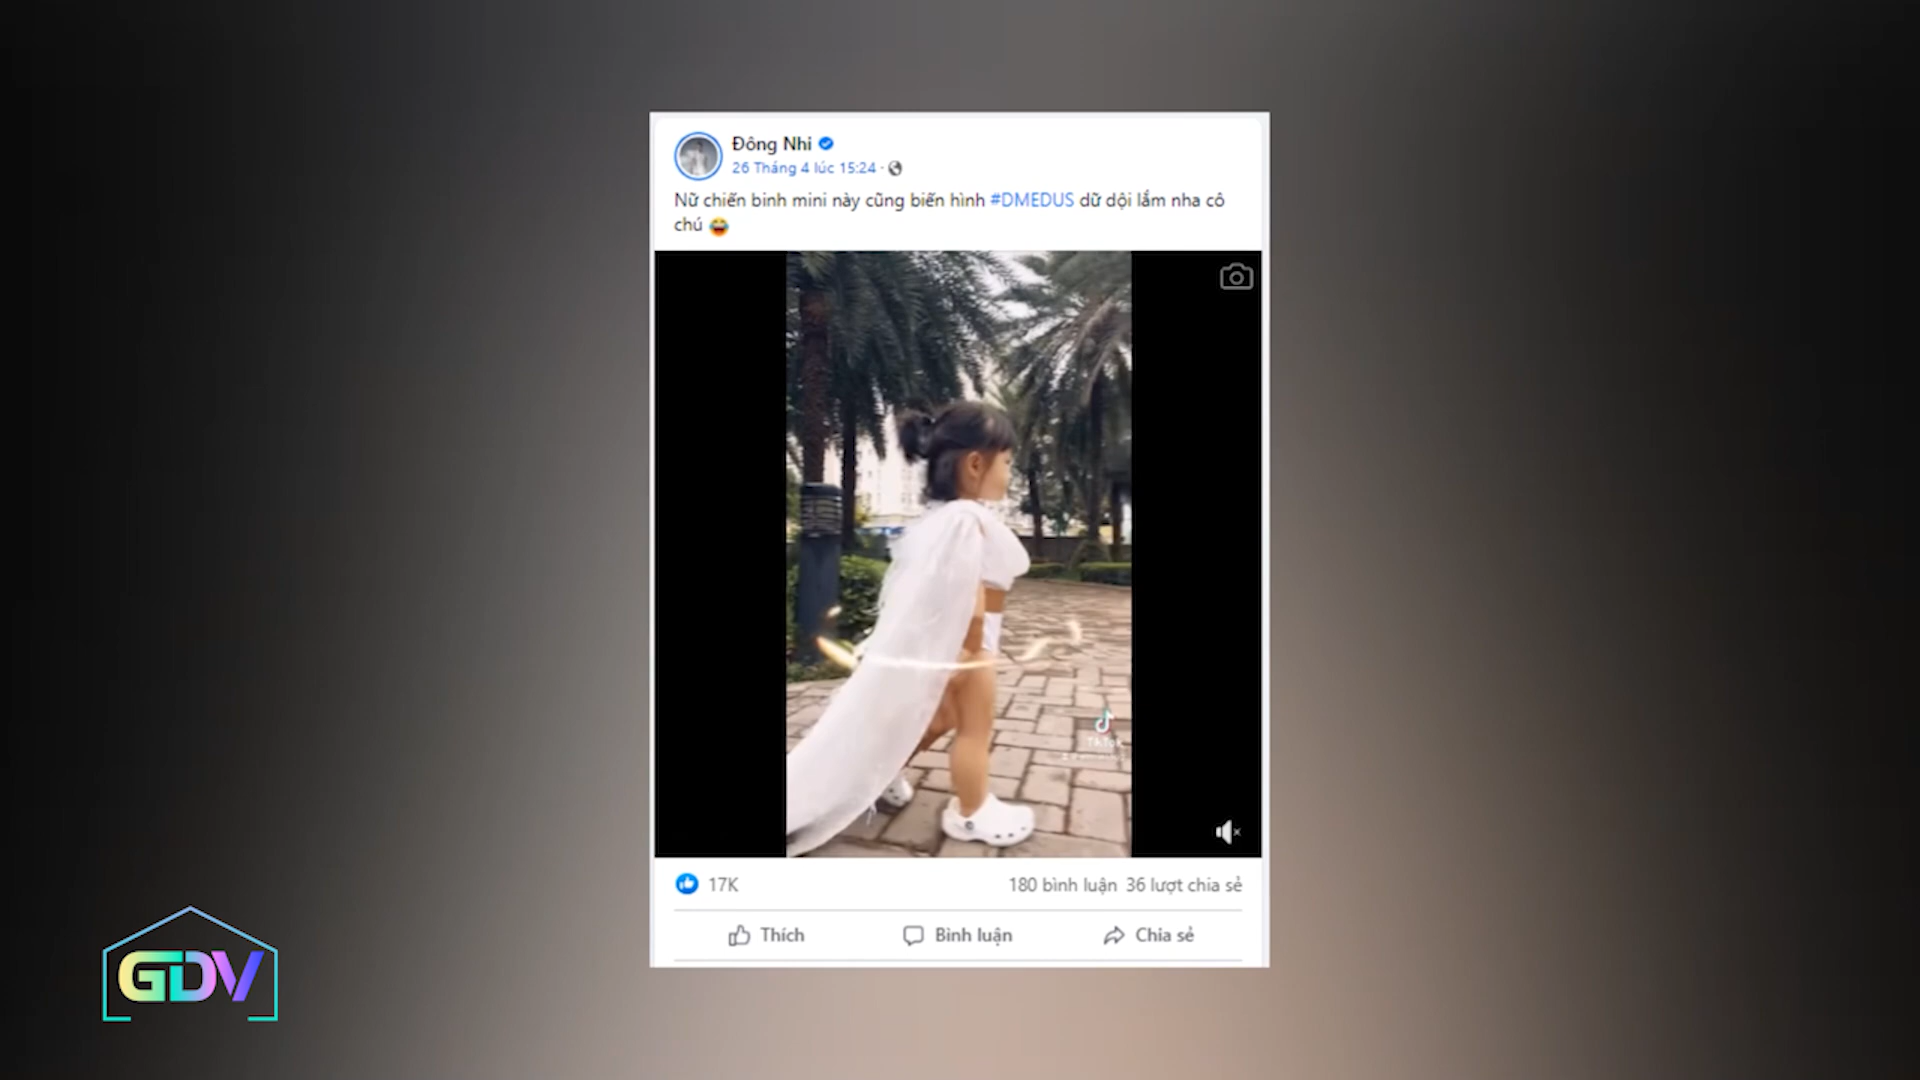 Đông Nhi
26 Tháng 4 lúc 15:24
Nữ chiến binh mini này cũng biến hình #DMEDUS dữ dội lắm nha cô
chú
TikTok
17K
180 bình luận 36 lượt chia sẻ
Thích
Bình luận
Chia sẻ
GDV